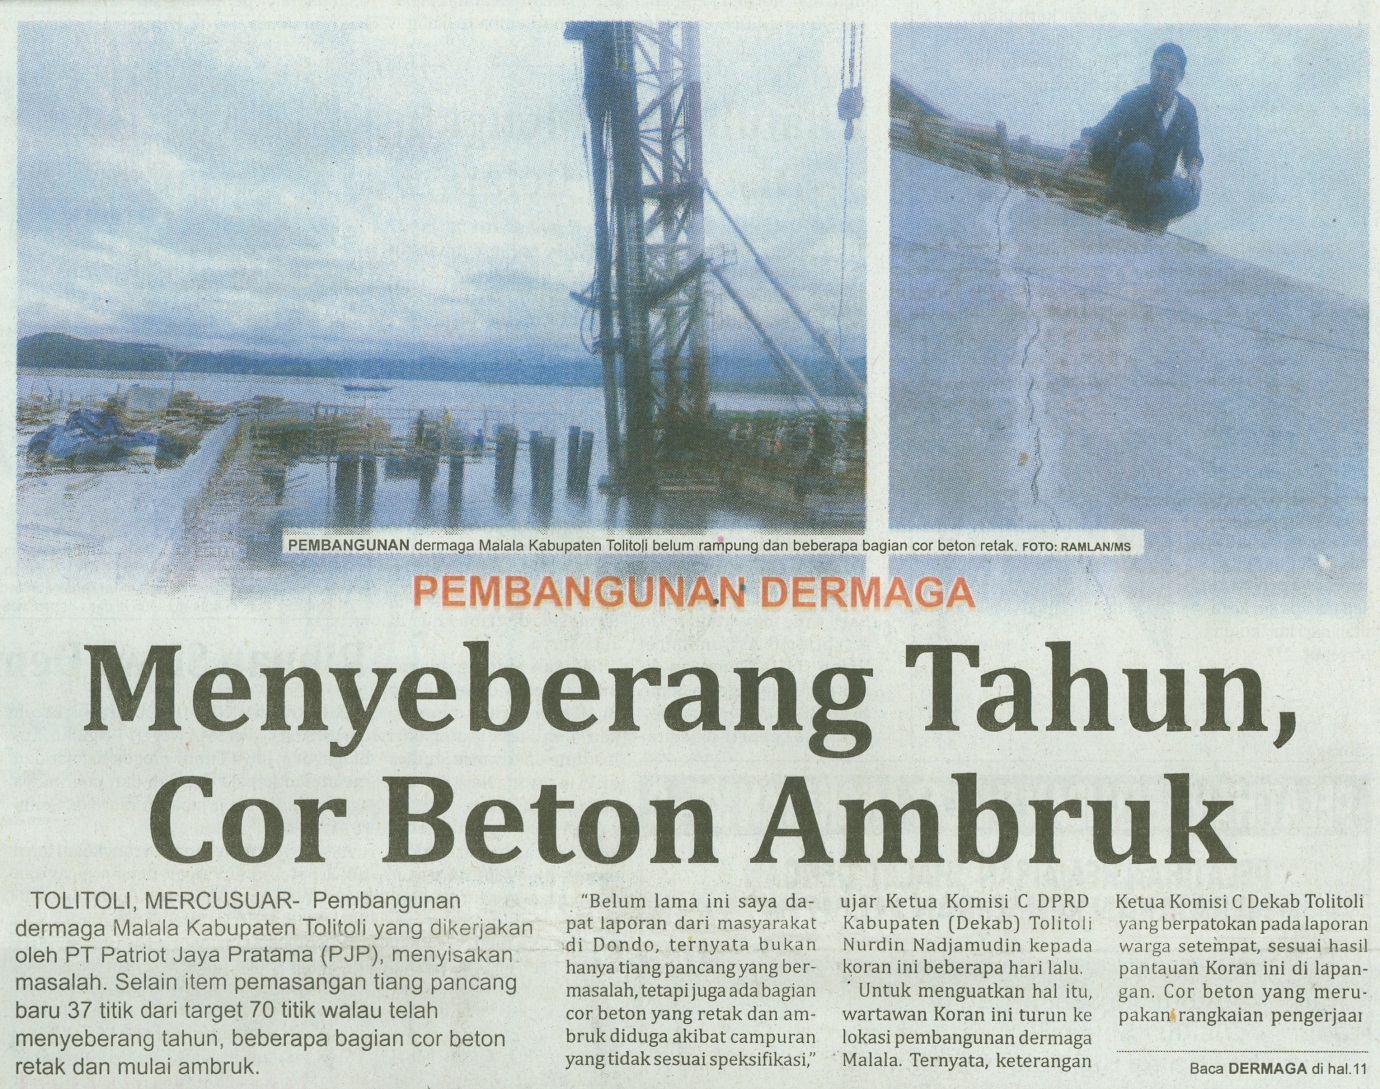 PEMBANGUNAN dermaga Malala Kabupaten Tolitoli belum rampung dan beberapa bagian cor beton retak. FOTO: RAMLAN/MS
PEMBANGUNAN DERMAGA
Menyeberang Tahun,
Cor Beton Ambruk
TOLITOLI, MERCUSUAR- Pembangunan
dermaga Malala Kabupaten Tolitoli yang dikerjakan
oleh PT Patriot Jaya Pratama (PJP), menyisakan
masalah. Selain item pemasangan tiang pancang
baru 37 titik dari target 70 titik walau telah
menyeberang tahun, beberapa bagian cor beton
retak dan mulai ambruk.
"Belum lama ini saya da-
pat laporan dari masyarakat
di Dondo, ternyata bukan
hanya tiang pancang yang ber-
masalah, tetapi juga ada bagian
cor beton yang retak dan am-
bruk diduga akibat campuran
yang tidak sesuai speksifikasi,"
ujar Ketua Komisi C DPRD
Kabupaten (Dekab) Tolitoli
Nurdin Nadjamudin kepada
koran ini beberapa hari lalu.
Untuk menguatkan hal itu,
wartawan Koran ini turun ke
lokasi pembangunan dermaga
Malala. Ternyata, keterangan
Ketua Komisi C Dekab Tolitoli
yang berpatokan pada laporan
warga setempat, sesuai hasil
pantauan Koran ini di lapan-
gan. Cor beton yang meru-
pakan rangkaian pengerjaan
Baca DERMAGA di hal.11